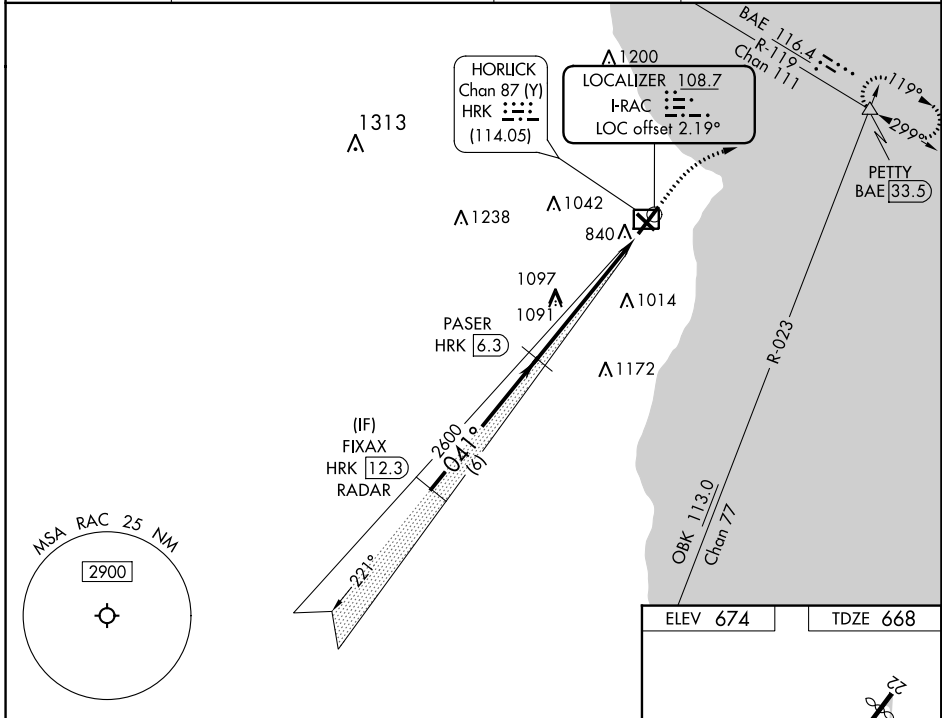 BAE 116.4
R-119
Chan 111
1200
HORLICK
Chan 87 (Y)
HRK
(114.05)
LOCALIZER 108.7
I-RAC
LOC offset 2.19°
119°
299°
PETTY
BAE 33.5
1313
1042
1238
840
1097
1091
1014
PASER
HRK 6.3
1172
R-023
(IF)
FIXAX
HRK 12.3
RADAR
2600
041°
(6)
221°
OBK 113.0
Chan 77
MSA RAC 25 NM
2900
ELEV 674
TDZE 668
22